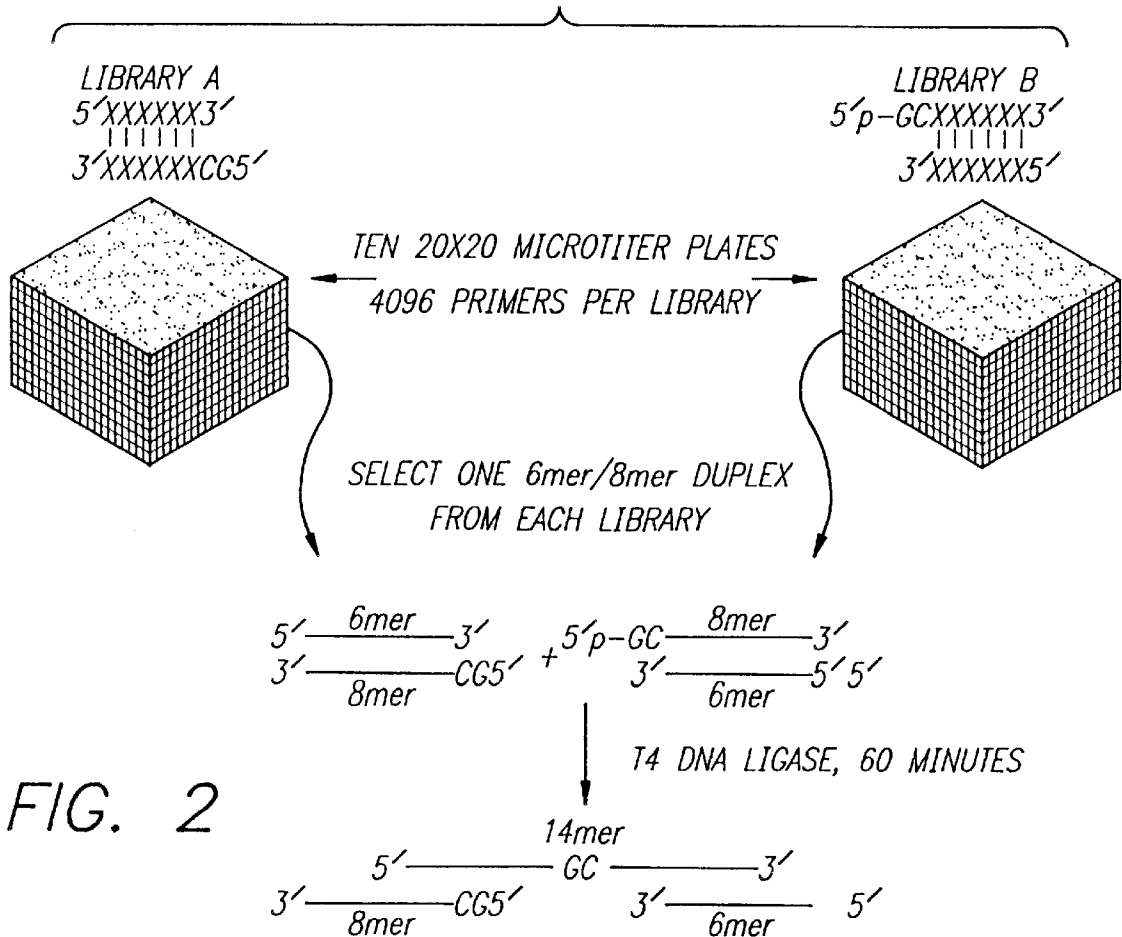 LIBRARY A
5′XXXXXX3′
3′XXXXXXCG5′
LIBRARY B
5′p-GCXXXXXX3′
3′XXXXXX5′
TEN 20X20 MICROTITER PLATES
4096 PRIMERS PER LIBRARY
SELECT ONE 6mer/8mer DUPLEX
FROM EACH LIBRARY
6mer
5′ 3′
3′ CG5′
8mer
+
8mer
5′p-GC 3′
3′ 5′ 5′
6mer
T4 DNA LIGASE, 60 MINUTES
FIG. 2
14mer
5′ GC 3′
3′ CG5′ 3′ 5′
8mer 6mer